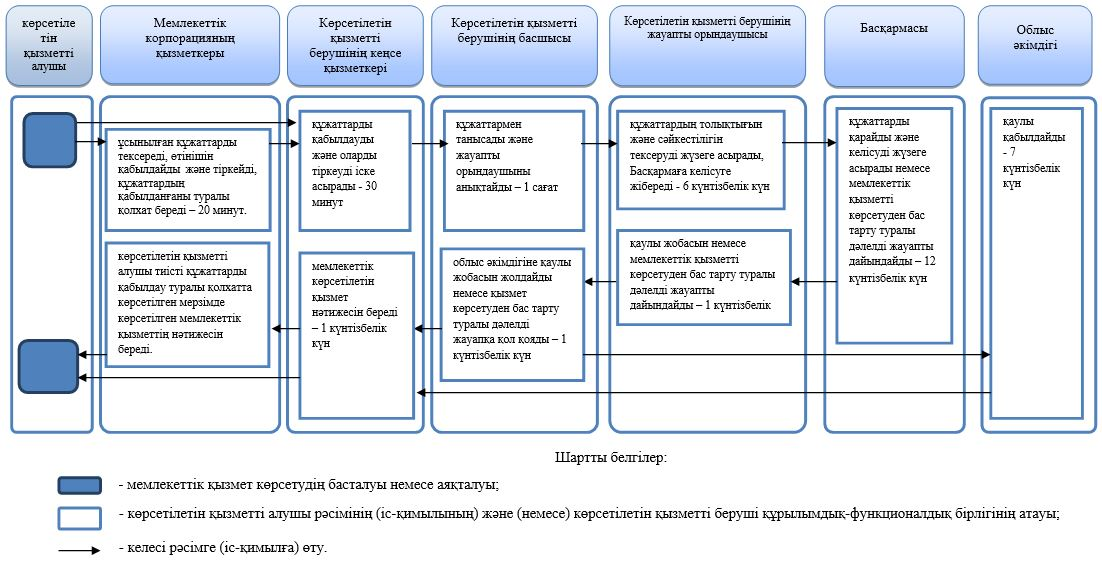 көрсетіле
тін
қызметті
алушы
Мемлекеттік
корпорацияның
қызметкеры
Көрсетілетін
қызметті
берушінің кеңсе
қызметкері
Көрсетілетін қызметті
берушінің басшысы
Көрсетілетін қызметті берушінің
жауапты орындаушысы
Басқармасы
Облыс
әкімдігі
ұсынылған құжаттарды
тексереді, өтінішін
қабылдайды және тіркейді,
құжаттардың
қабылданғаны туралы
қолхат береді – 20 минут.
құжаттарды
қабылдауды
және оларды
тіркеуді іске
асырады - 30
минут
құжаттармен
танысады және
жауапты
орындаушыны
анықтайды – 1 сағат
құжаттардың толықтығын
және сәйкестілігін
тексеруді жүзеге асырады,
Басқармаға келісуге
жібереді - 6 күнтізбелік күн
құжаттарды
қарайды және
келісуді жүзеге
асырады немесе
мемлекеттік
қызметті
көрсетуден бас
тарту туралы
дәлелді жауапты
дайындайды – 12
күнтізбелік күн
қаулы
қабылдайды
- 7
күнтізбелік
күн
көрсетілетін қызметті
алушы тиісті құжаттарды
қабылдау туралы қолхатта
көрсетілген мерзімде
көрсетілген мемлекеттік
қызметтің нәтижесін
береді.
мемлекеттік
көрсетілетін
қызмет
нәтижесін береді
– 1 күнтізбелік
күн
облыс әкімдігіне қаулы
жобасын жолдайды
немесе қызмет
көрсетуден бас тарту
туралы дәлелді
жауапқа қол қояды – 1
күнтізбелік күн
қаулы жобасын немесе
мемлекеттік қызметті
көрсетуден бас тарту туралы
дәлелді жауапты
дайындайды – 1 күнтізбелік
Шартты белгілер:
- мемлекеттік қызмет көрсетудің басталуы немесе аяқталуы;
- көрсетілетін қызметті алушы рәсімінің (іс-қимылының) және (немесе) көрсетілетін қызметті беруші құрылымдық-функционалдық бірлігінің атауы;
- келесі рәсімге (іс-қимылға) өту.